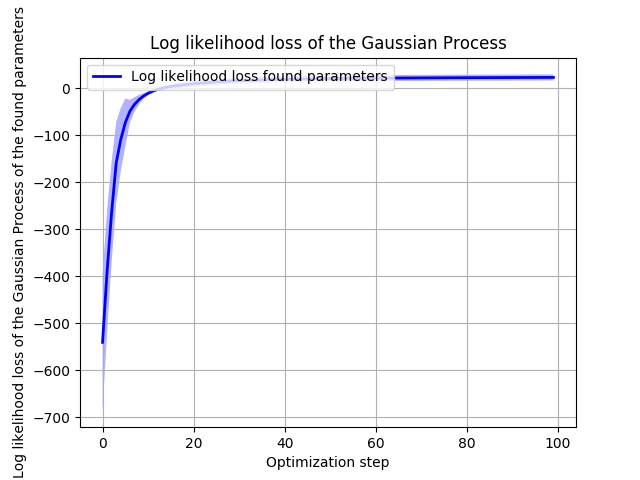 Log likelihood loss of the Gaussian Process
Log likelihood loss found parameters
Log likelihood loss of the Gaussian Process of the found parameters
0
−100
−200
−300
−400
−500
−600
−700
0 20 40 60 80 100
Optimization step